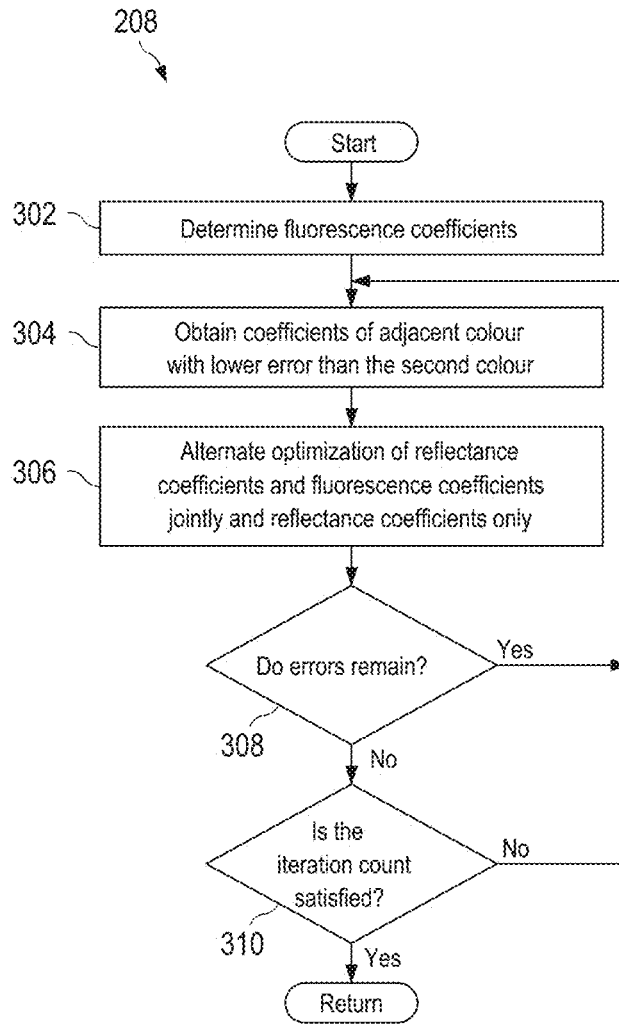 208
Start
302
Determine fluorescence coefficients
304
Obtain coefficients of adjacent colour
with lower error than the second colour
306
Alternate optimization of reflectance
coefficients and fluorescence coefficients
jointly and reflectance coefficients only
Do errors remain?
Yes
308
No
Is the
iteration count
satisfied?
No
310
Yes
Return